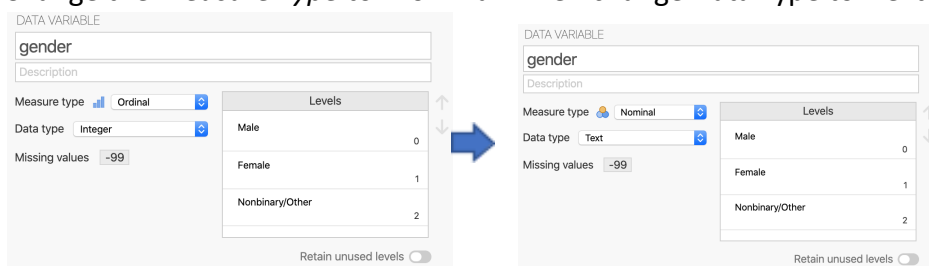 DATA VARIABLE
gender
Description
Measure type Ordinal
Data type Integer
Missing values -99
Levels
Male
0
Female
1
Nonbinary/Other
2
Retain unused levels
DATA VARIABLE
gender
Description
Measure type Nominal
Data type Text
Missing values -99
Levels
Male
0
Female
1
Nonbinary/Other
2
Retain unused levels